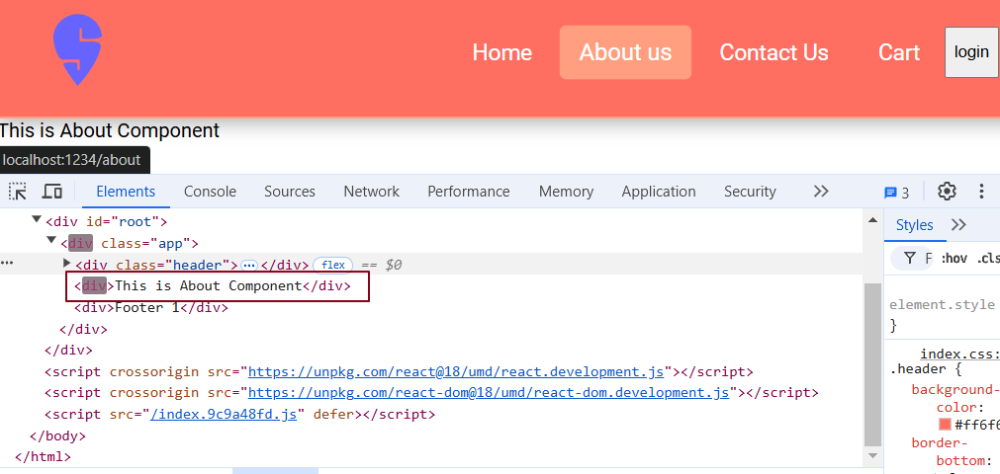 Home About us Contact Us Cart login
This is About Component
localhost:1234/about
Elements Console Sources Network Performance Memory Application Security 3
<div id="root">
<div class="app">
<div class="header">…</div> flex == $0
<div>This is About Component</div>
<div>Footer 1</div>
</div>
</div>
<script crossorigin src="https://unpkg.com/react@18/umd/react.development.js"></script>
<script crossorigin src="https://unpkg.com/react-dom@18/umd/react-dom.development.js"></script>
<script src="/index.9c9a48fd.js" defer></script>
</body>
</html>
Styles
F :hov .cls
element.style
}
index.css:
.header {
background-
color:
#ff6f6
border-
bottom: